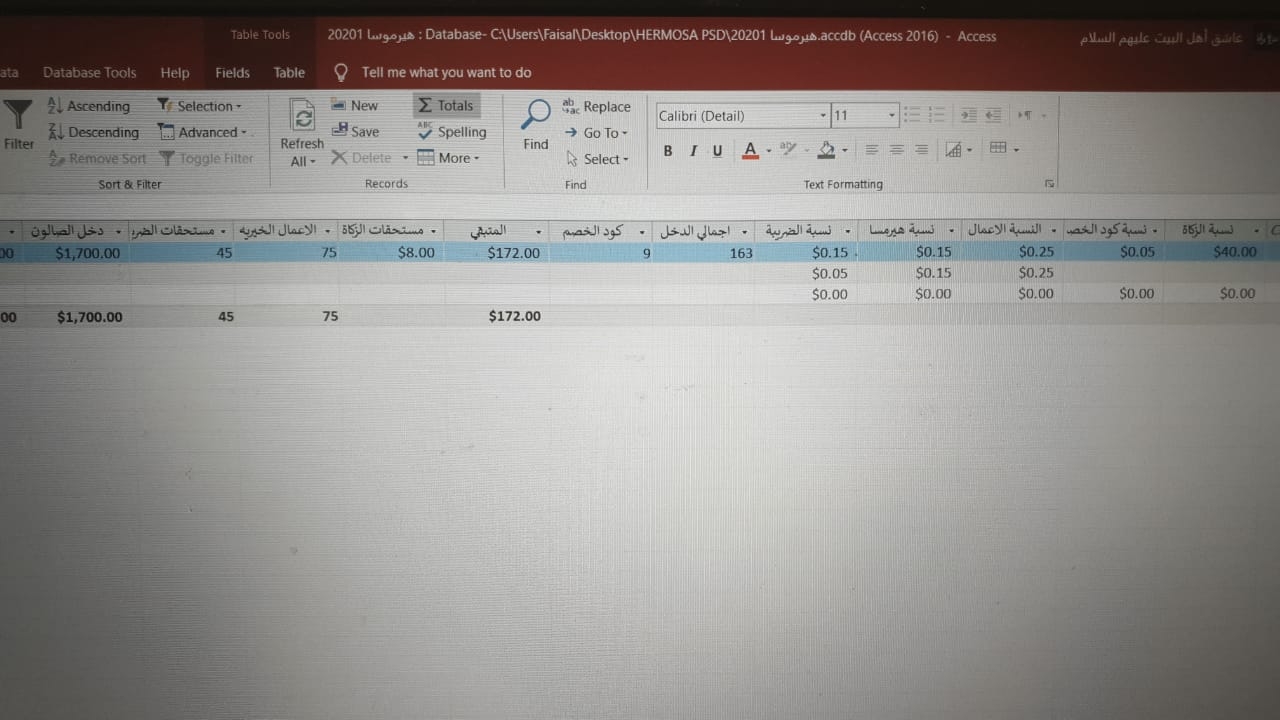 Table Tools
هيرموسا 20201 : Database- C:\Users\Faisal\Desktop\HERMOSA PSD\20201 هيرموسا.accdb (Access 2016) - Access
عاشق أهل البيت عليهم السلام
ata Database Tools Help Fields Table Tell me what you want to do
Filter
Ascending
Descending
Remove Sort
Selection
Advanced
Toggle Filter
Sort & Filter
Refresh All
New
Save
Delete
Totals
Spelling
More
Records
Find
Replace
Go To
Select
Find
Calibri (Detail) 11
B I U A
Text Formatting
دخل الصالون مستحقات الضري الاعمال الخيريه مستحقات الزكاة المتبقي كود الخصم اجمالي الدخل نسبة الضريبة نسبة هيرمسا النسبة الاعمال نسبة كود الخص نسبة الزكاة
00 $1,700.00 45 75 $8.00 $172.00 9 163 $0.15 $0.15 $0.25 $0.05 $40.00
$0.05 $0.15 $0.25
$0.00 $0.00 $0.00 $0.00 $0.00
00 $1,700.00 45 75 $172.00